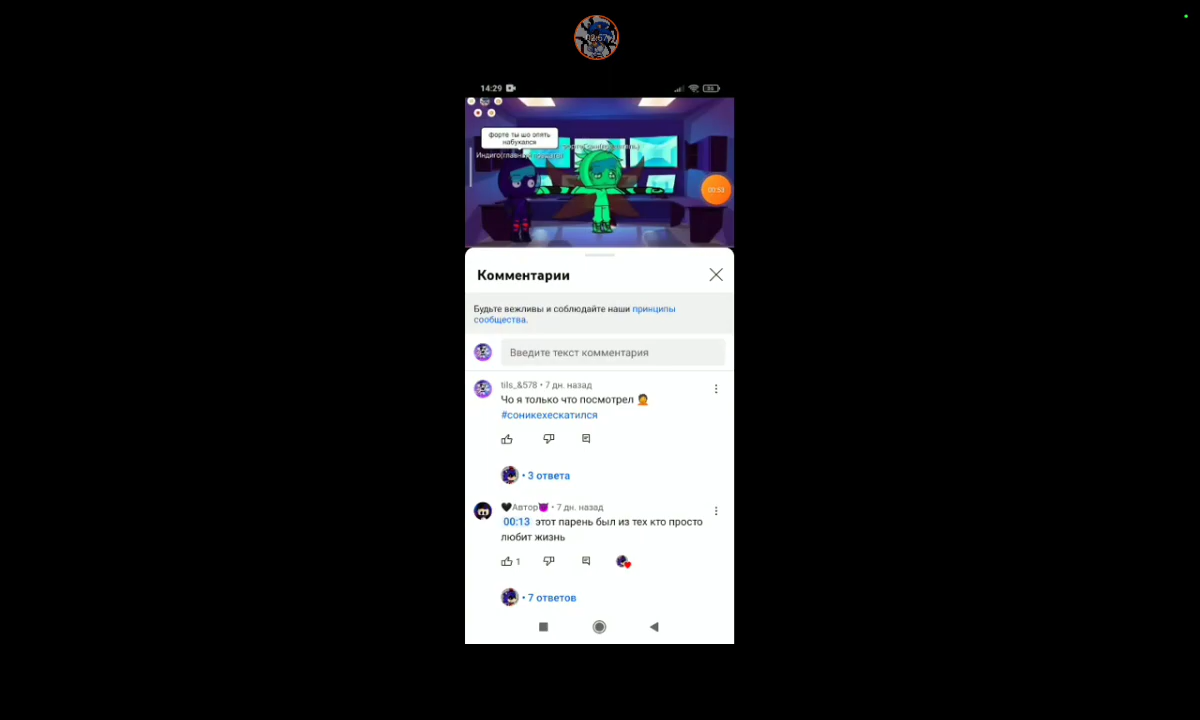 14:29
форте ты шо опять
набухался
00:53
Комментарии
Будьте вежливы и соблюдайте наши принципы
сообщества.
Введите текст комментария
tils_&578 • 7 дн. назад
Чо я только что посмотрел 🤦
#соникехескатился
• 3 ответа
🖤Автор😈 • 7 дн. назад
00:13 этот парень был из тех кто просто
любит жизнь
1
• 7 ответов